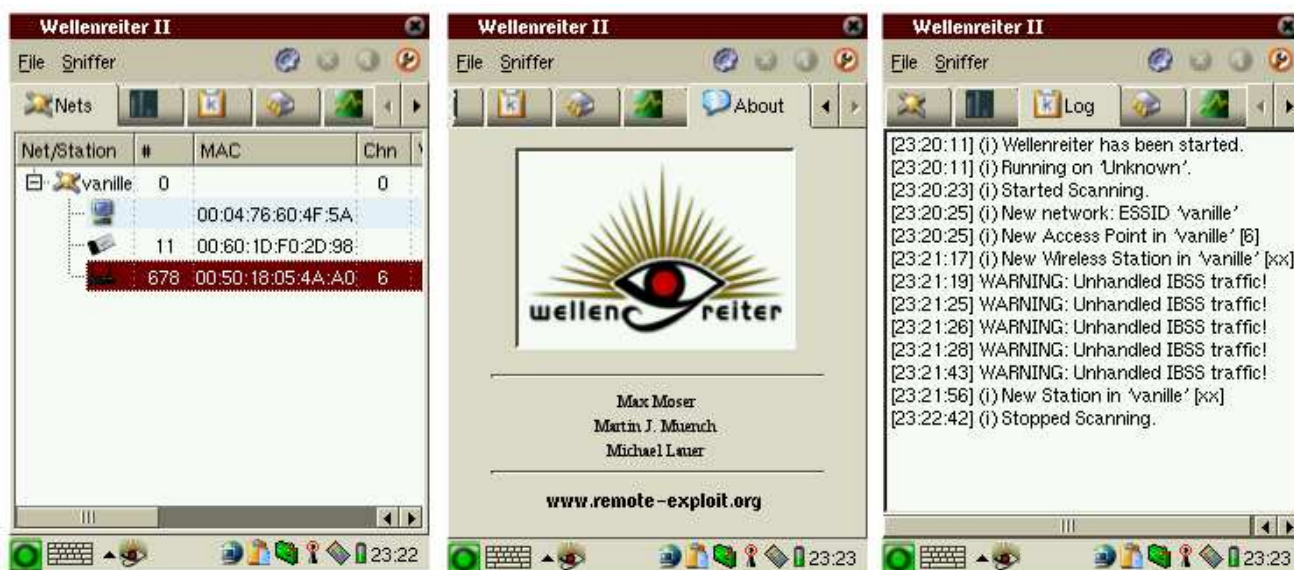 Wellenreiter II
File Sniffer
Nets
Net/Station # MAC Chn
vanille 0 0
00:04:76:60:4F:5A
11 00:60:1D:F0:2D:98
678 00:50:18:05:4A:A0 6
23:22
Wellenreiter II
File Sniffer
About
wellenreiter
Max Moser
Martin J. Muench
Michael Lauer
www.remote-exploit.org
23:23
Wellenreiter II
File Sniffer
Log
[23:20:11] (i) Wellenreiter has been started.
[23:20:11] (i) Running on 'Unknown'.
[23:20:23] (i) Started Scanning.
[23:20:25] (i) New network: ESSID 'vanille'
[23:20:25] (i) New Access Point in 'vanille' [6]
[23:21:17] (i) New Wireless Station in 'vanille' [xx]
[23:21:19] WARNING: Unhandled IBSS traffic!
[23:21:25] WARNING: Unhandled IBSS traffic!
[23:21:26] WARNING: Unhandled IBSS traffic!
[23:21:28] WARNING: Unhandled IBSS traffic!
[23:21:43] WARNING: Unhandled IBSS traffic!
[23:21:56] (i) New Station in 'vanille' [xx]
[23:22:42] (i) Stopped Scanning.
23:23